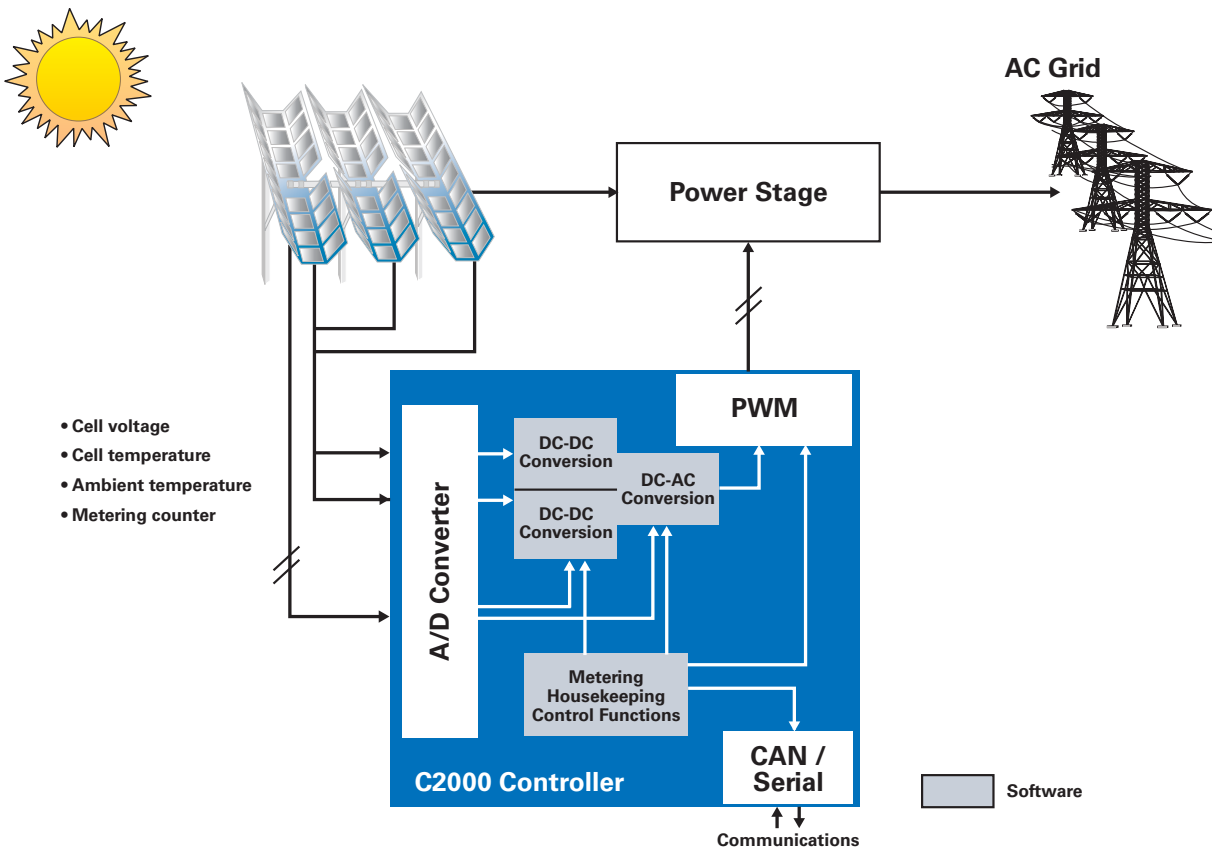 AC Grid
Power Stage
• Cell voltage
• Cell temperature
• Ambient temperature
• Metering counter
A/D Converter
PWM
DC-DC
Conversion
DC-AC
Conversion
DC-DC
Conversion
Metering
Housekeeping
Control Functions
C2000 Controller
CAN /
Serial
Communications
Software